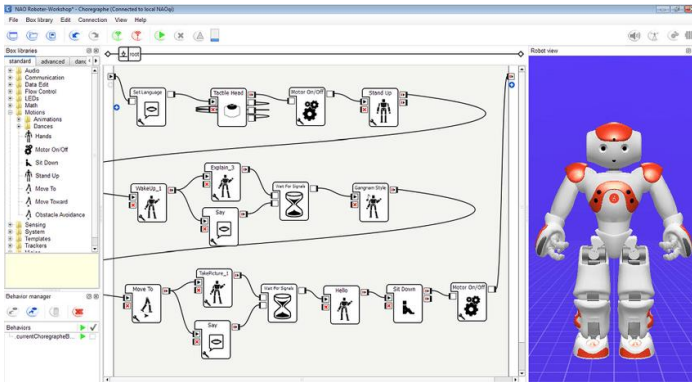 NAO Roboter-Workshop* - Choregraphe (Connected to local NAOqi)
File Box library Edit Connection View Help
root
Box libraries
standard advanced
Audio
Communication
Data Edit
Flow Control
LEDs
Math
Motions
Animations
Dances
Hands
Motor On/Off
Sit Down
Stand Up
Move To
Move Toward
Obstacle Avoidance
Sensing
System
Templates
Trackers
Behavior manager
Behaviors
.currentChoregrapheB...
Set Language
Tactile Head
Motor On/Off
Stand Up
WakeUp_1
Explain_3
Say
Wait For Signals
Gangnam Style
Move To
TakePicture_1
Say
Wait For Signals
Hello
Sit Down
Motor On/Off
Robot view